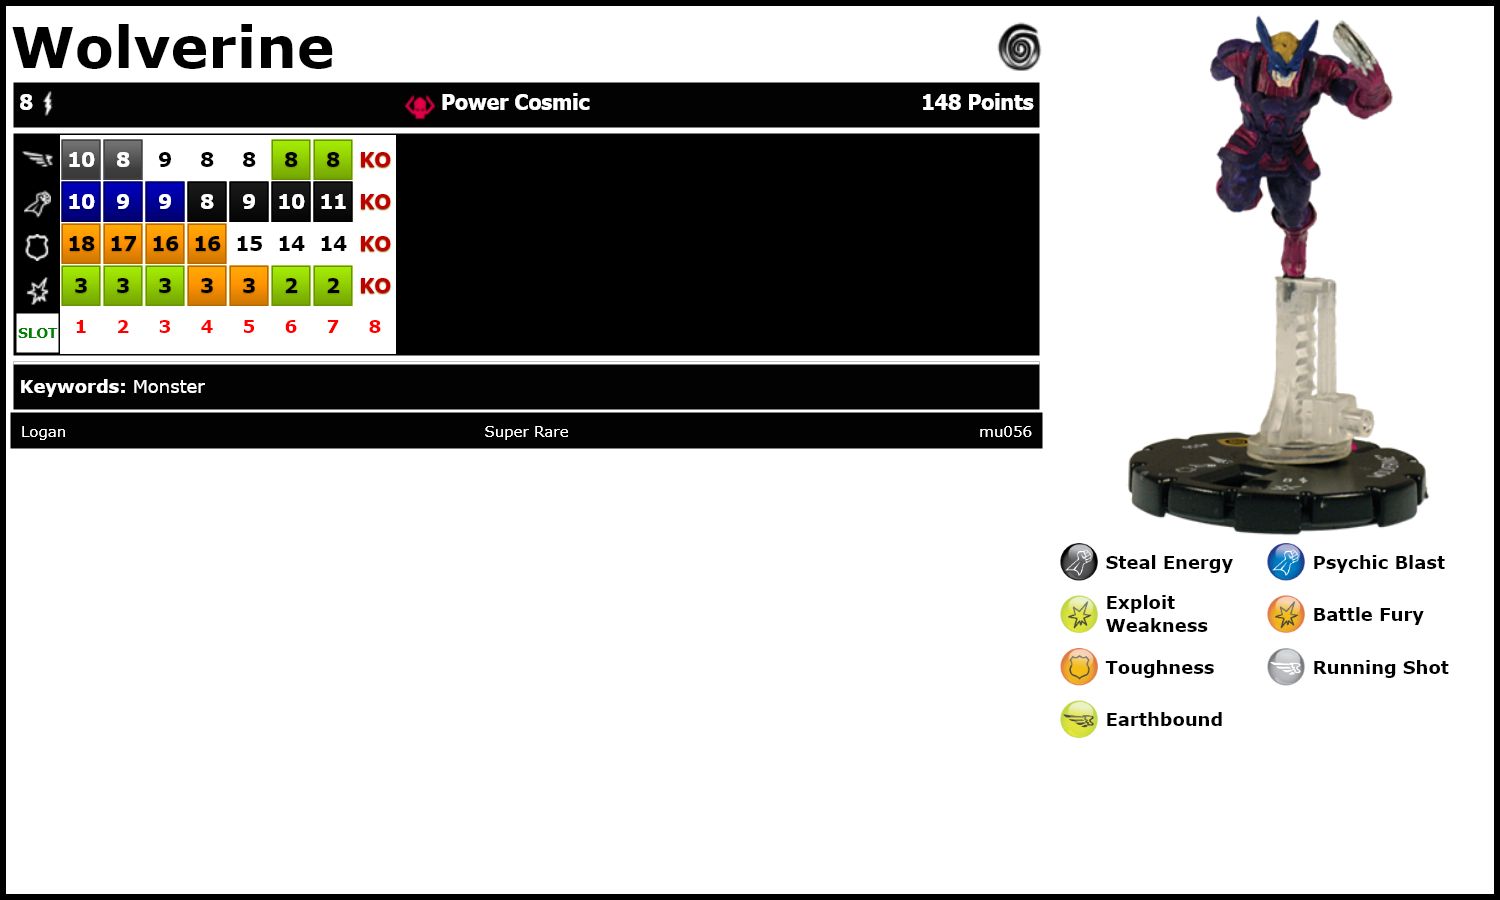 Wolverine
8 Power Cosmic 148 Points
10 8 9 8 8 8 8 KO
10 9 9 8 9 10 11 KO
18 17 16 16 15 14 14 KO
3 3 3 3 3 2 2 KO
SLOT 1 2 3 4 5 6 7 8
Keywords: Monster
Logan Super Rare mu056
Steal Energy Psychic Blast
Exploit
Weakness
Battle Fury
Toughness Running Shot
Earthbound